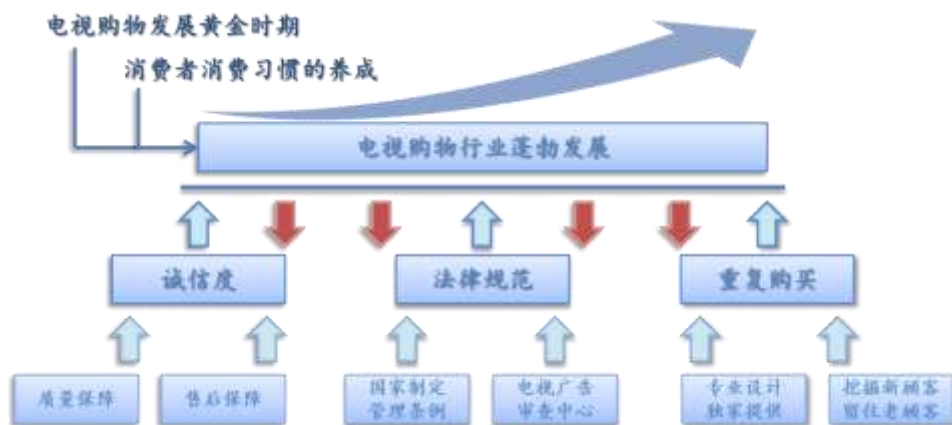 电视购物发展黄金时期
消费者消费习惯的养成
电视购物行业蓬勃发展
诚信度
法律规范
重复购买
质量保障
售后保障
国家制定
管理条例
电视广告
审查中心
专业设计
独家提供
挖掘新顾客
留住老顾客